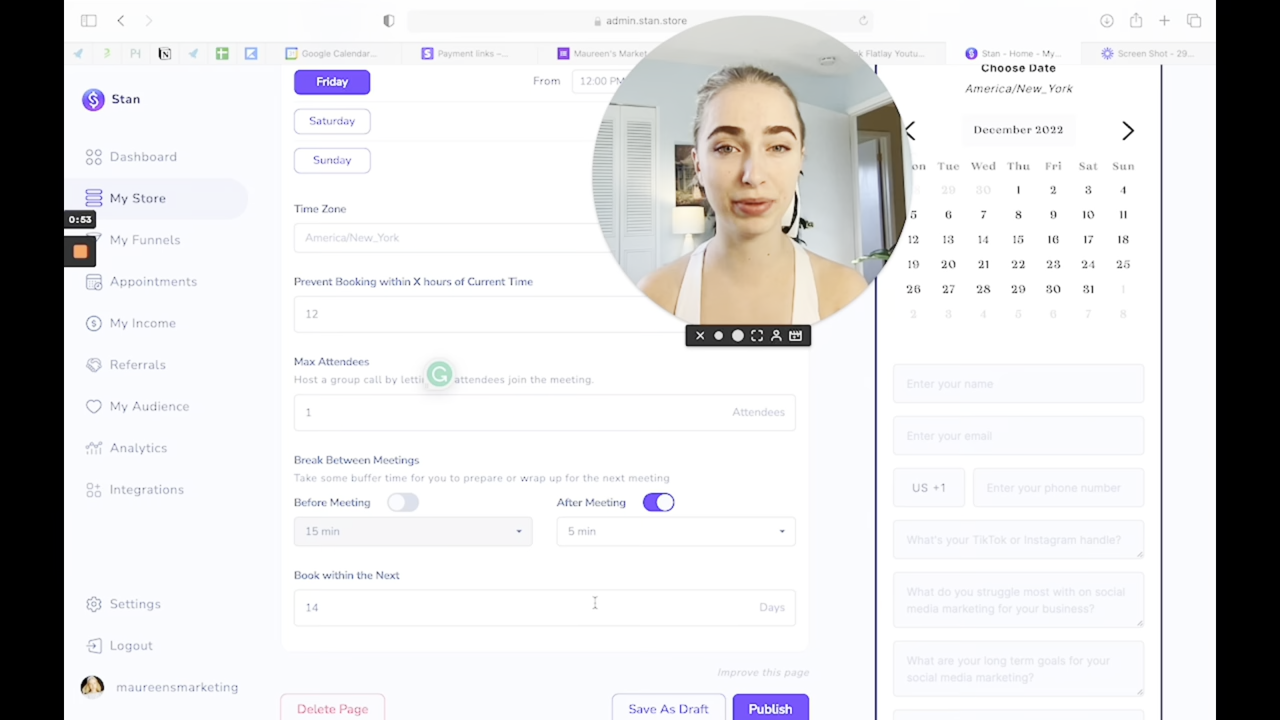 admin.stan.store
Google Calendar...
Payment links –...
Maureen's Market
k Flatlay Youtu...
Stan - Home - My...
Screen Shot - 29...
Stan
Dashboard
My Store
0:53
My Funnels
Appointments
My Income
Referrals
My Audience
Analytics
Integrations
Settings
Logout
maureensmarketing
Friday
From
12:00 PM
Saturday
Sunday
Time Zone
America/New_York
Prevent Booking within X hours of Current Time
12
Max Attendees
Host a group call by letti attendees join the meeting.
1 Attendees
Break Between Meetings
Take some buffer time for you to prepare or wrap up for the next meeting
Before Meeting After Meeting
15 min 5 min
Book within the Next
14 Days
Improve this page
Delete Page Save As Draft Publish
Choose Date
America/New_York
December 2022
on Tue Wed Thu Fri Sat Sun
29 30 1 2 3 4
5 6 7 8 9 10 11
12 13 14 15 16 17 18
19 20 21 22 23 24 25
26 27 28 29 30 31 1
2 3 4 5 6 7 8
Enter your name
Enter your email
US +1 Enter your phone number
What's your TikTok or Instagram handle?
What do you struggle most with on social
media marketing for your business?
What are your long term goals for your
social media marketing?